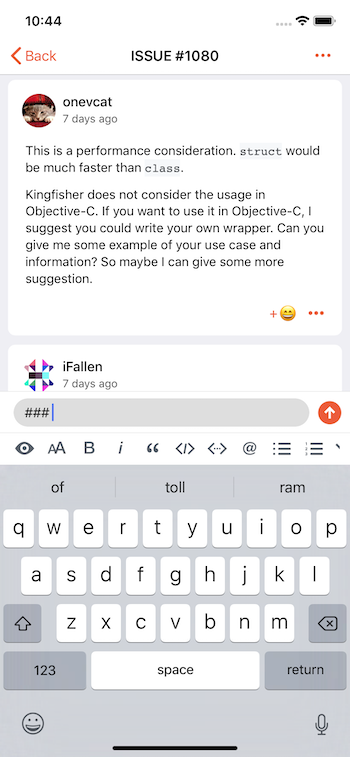 10:44
Back
ISSUE #1080
onevcat
7 days ago
This is a performance consideration. struct would
be much faster than class.
Kingfisher does not consider the usage in
Objective-C. If you want to use it in Objective-C, I
suggest you could write your own wrapper. Can you
give me some example of your use case and
information? So maybe I can give some more
suggestion.
iFallen
7 days ago
###
AA B i “ </> <··> @
of toll ram
q w e r t y u i o p
a s d f g h j k l
z x c v b n m
123 space return